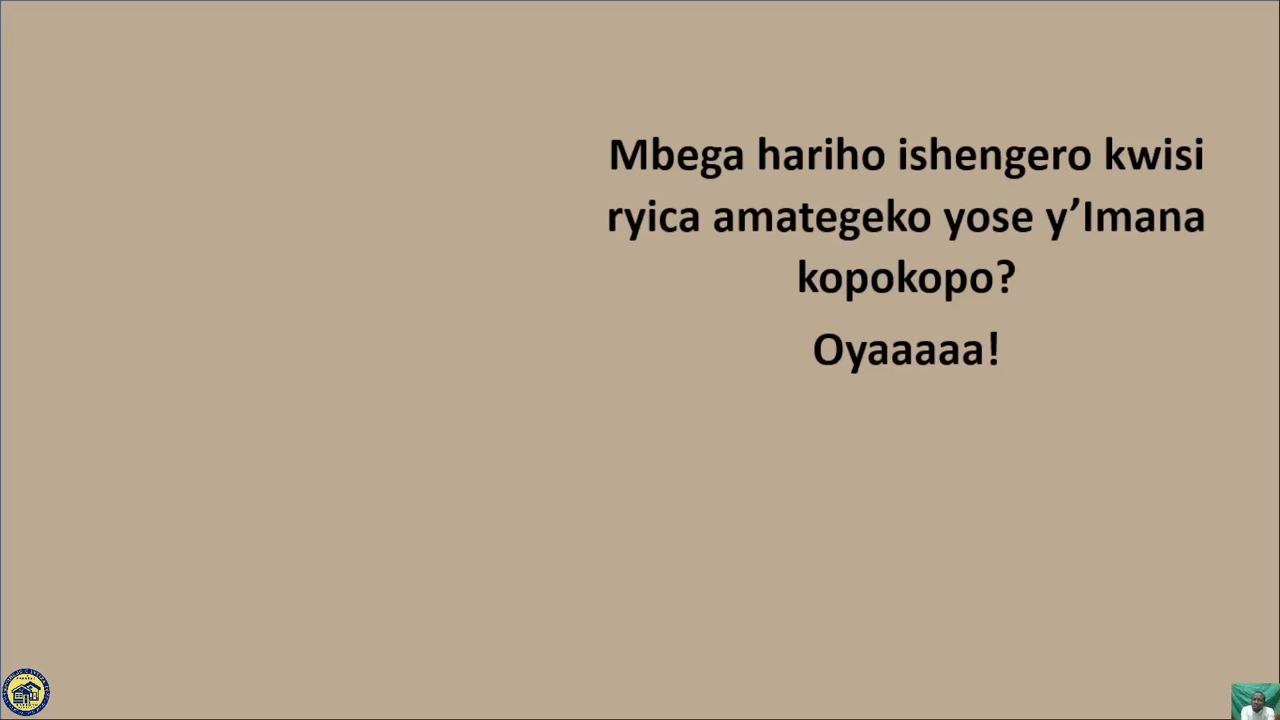 Mbega hariho ishengero kwisi
ryica amategeko yose y’Imana
kopokopo?
Oyaaaaa!